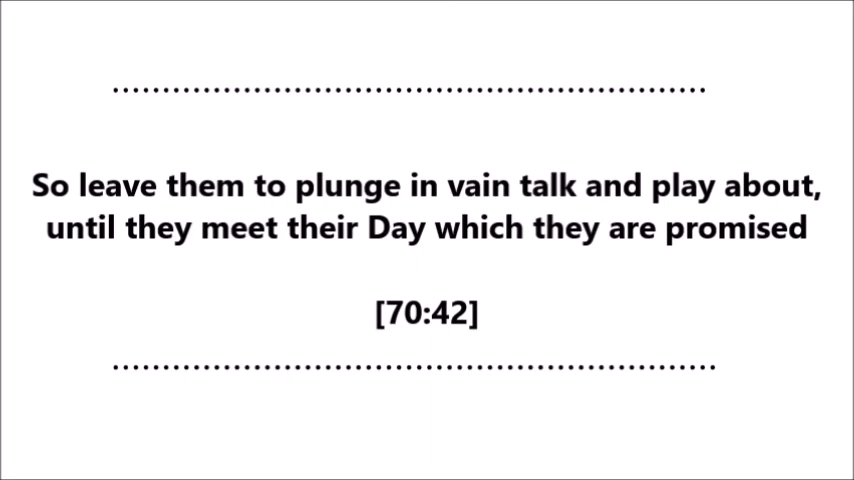 So leave them to plunge in vain talk and play about,
until they meet their Day which they are promised
[70:42]